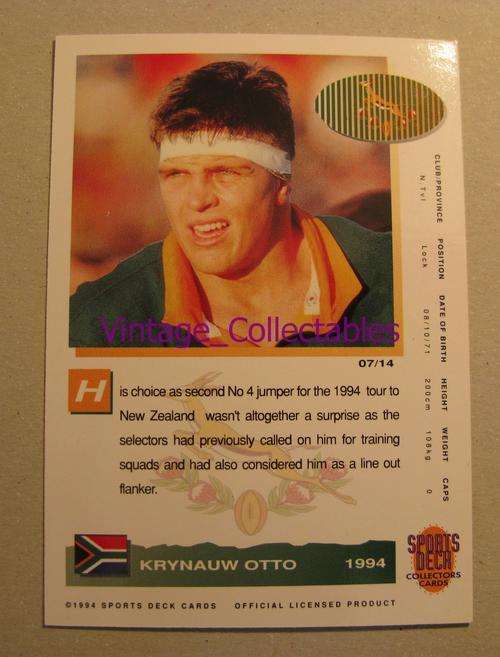 Vintage_Collectables
07/14
CLUB/PROVINCE POSITION DATE OF BIRTH HEIGHT WEIGHT CAPS
N. Tvl Lock 08/10/71 200cm 108kg 0
H is choice as second No 4 jumper for the 1994 tour to
New Zealand wasn't altogether a surprise as the
selectors had previously called on him for training
squads and had also considered him as a line out
flanker.
KRYNAUW OTTO 1994
SPORTS
DECK
COLLECTORS
CARDS
©1994 SPORTS DECK CARDS OFFICIAL LICENSED PRODUCT